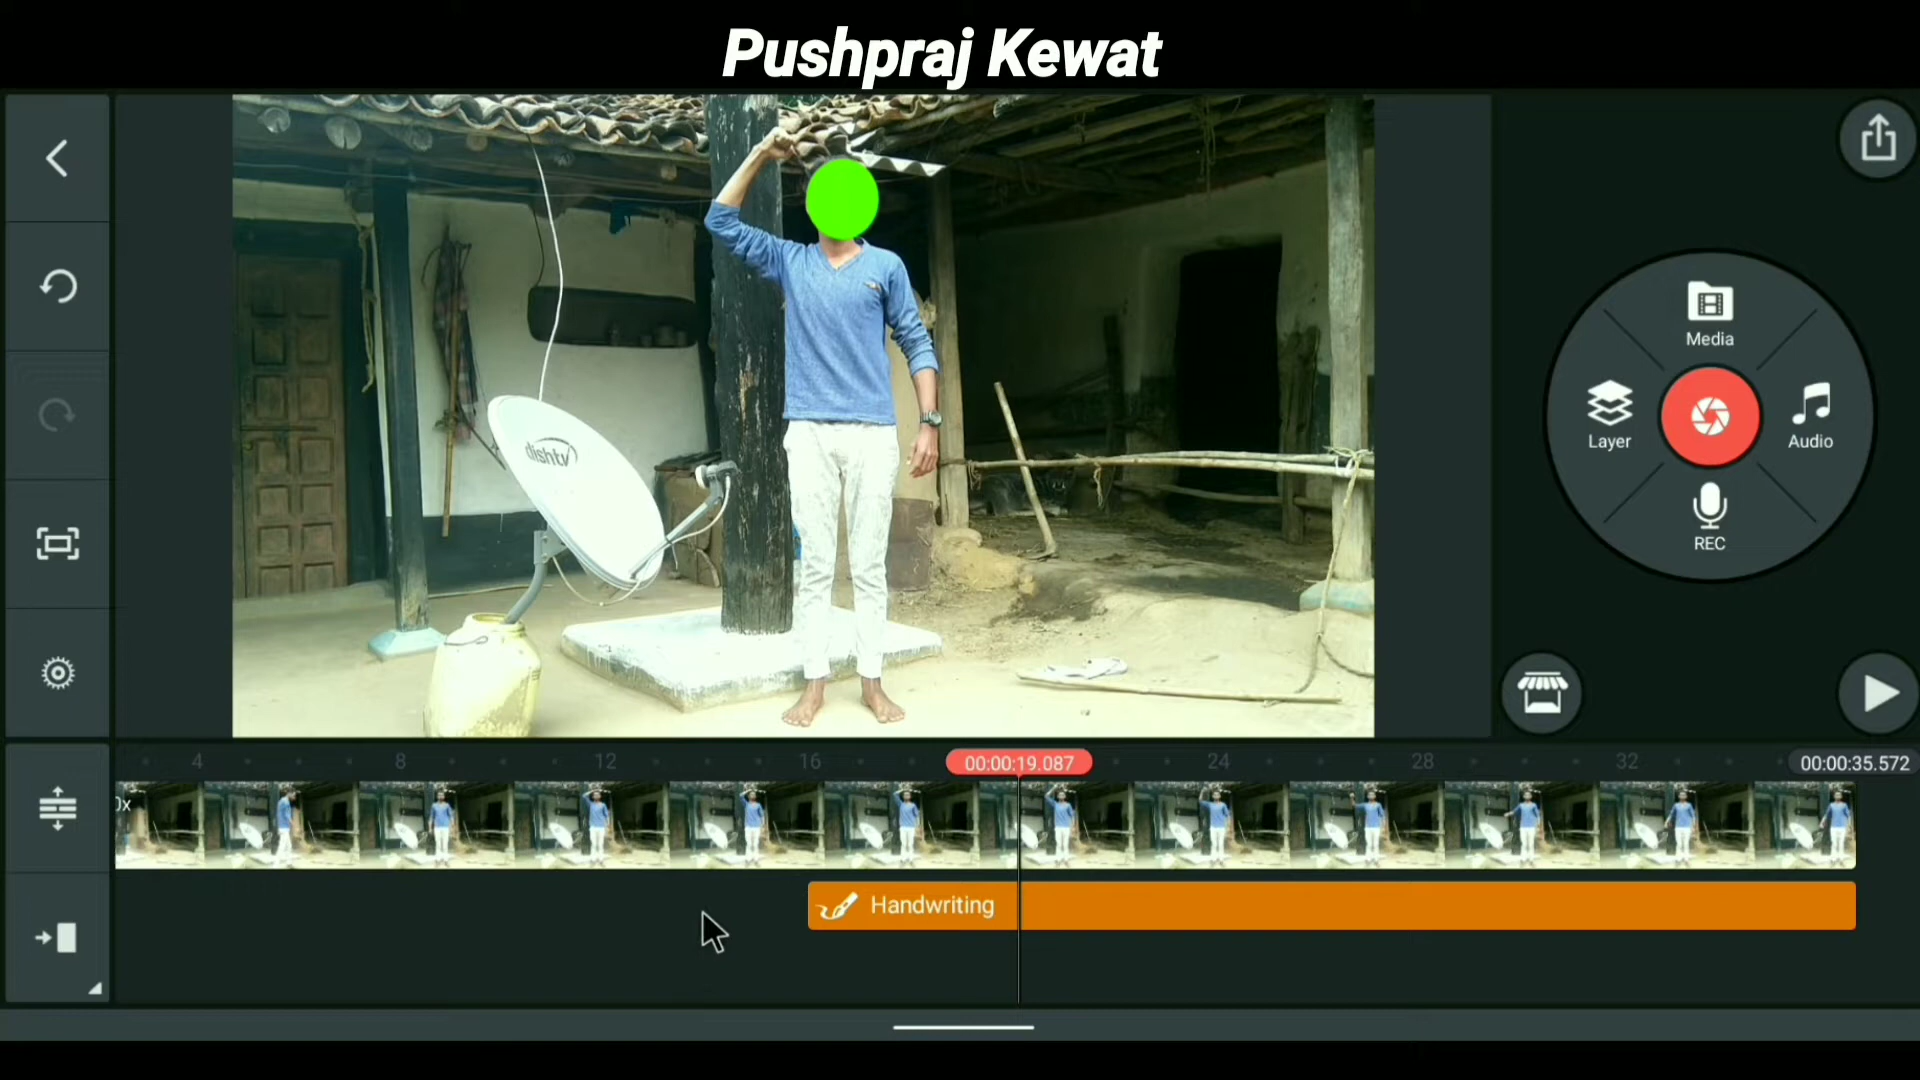 Pushpraj Kewat
dishtv
Media
Layer
Audio
REC
4
8
12
16
00:00:19.087
24
28
32
00:00:35.572
0x
Handwriting